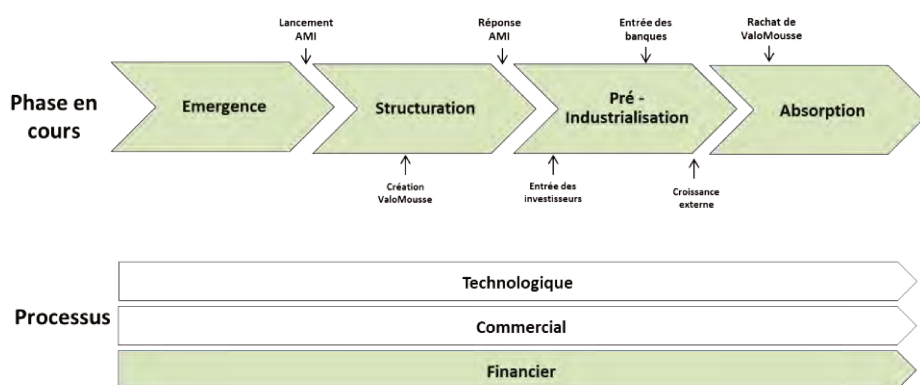 Lancement
AMI
Réponse
AMI
Entrée des
banques
Rachat de
ValoMousse
Phase en
cours
Emergence
Structuration
Pré -
Industrialisation
Absorption
Création
ValoMousse
Entrée des
investisseurs
Croissance
externe
Processus
Technologique
Commercial
Financier